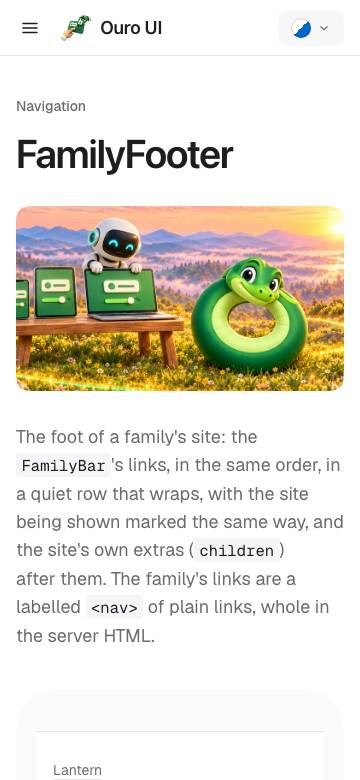 Ouro UI
Navigation
FamilyFooter
The foot of a family's site: the
FamilyBar's links, in the same order, in
a quiet row that wraps, with the site
being shown marked the same way, and
the site's own extras (children)
after them. The family's links are a
labelled <nav> of plain links, whole in
the server HTML.
Lantern